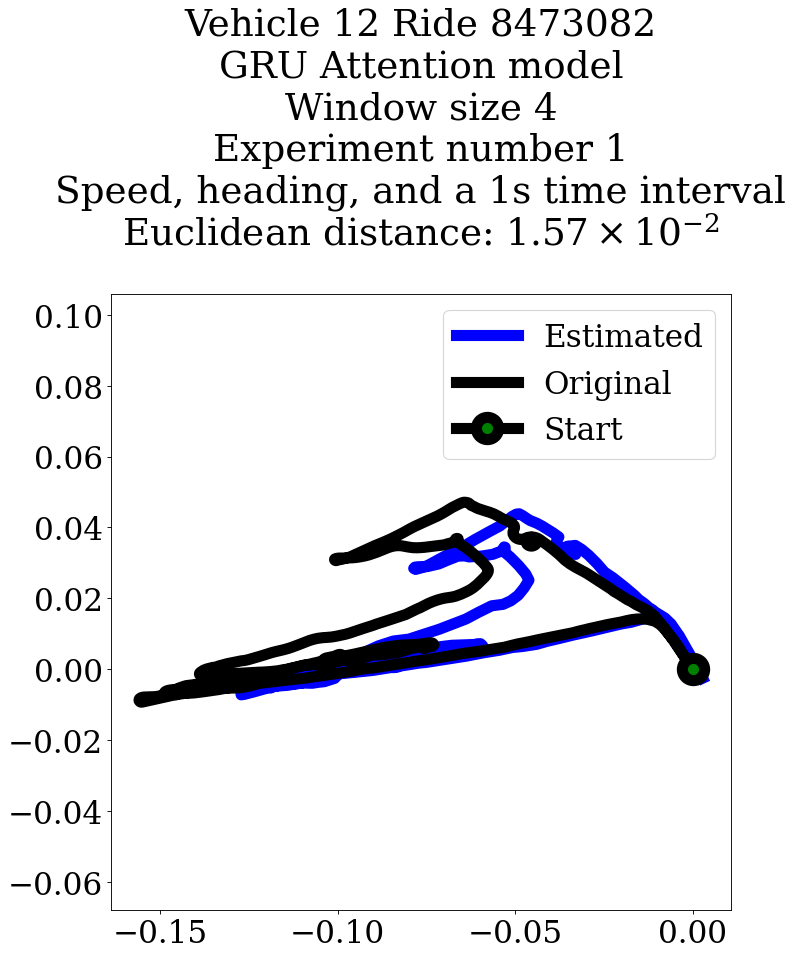 Vehicle 12 Ride 8473082
GRU Attention model
Window size 4
Experiment number 1
Speed, heading, and a 1s time interval
Euclidean distance: 1.57 × 10⁻²
Estimated
Original
Start
0.10
0.08
0.06
0.04
0.02
0.00
−0.02
−0.04
−0.06
−0.15
−0.10
−0.05
0.00